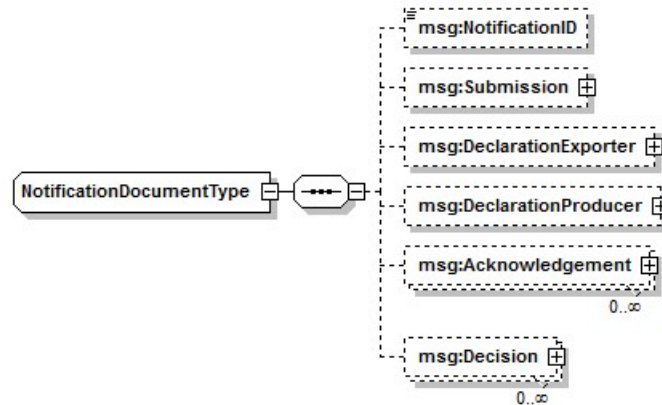 msg:NotificationID
msg:Submission
msg:DeclarationExporter
NotificationDocumentType
msg:DeclarationProducer
msg:Acknowledgement
0..∞
msg:Decision
0..∞